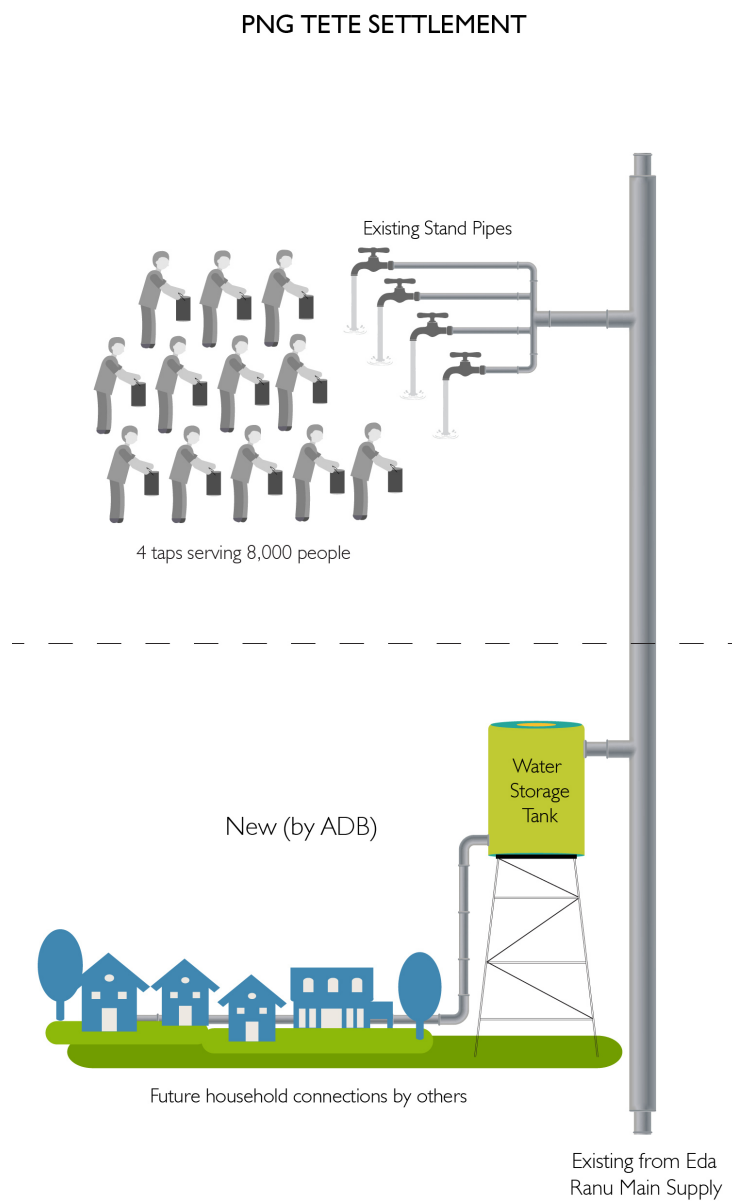 PNG TETE SETTLEMENT
Existing Stand Pipes
4 taps serving 8,000 people
Water
Storage
Tank
New (by ADB)
Future household connections by others
Existing from Eda
Ranu Main Supply